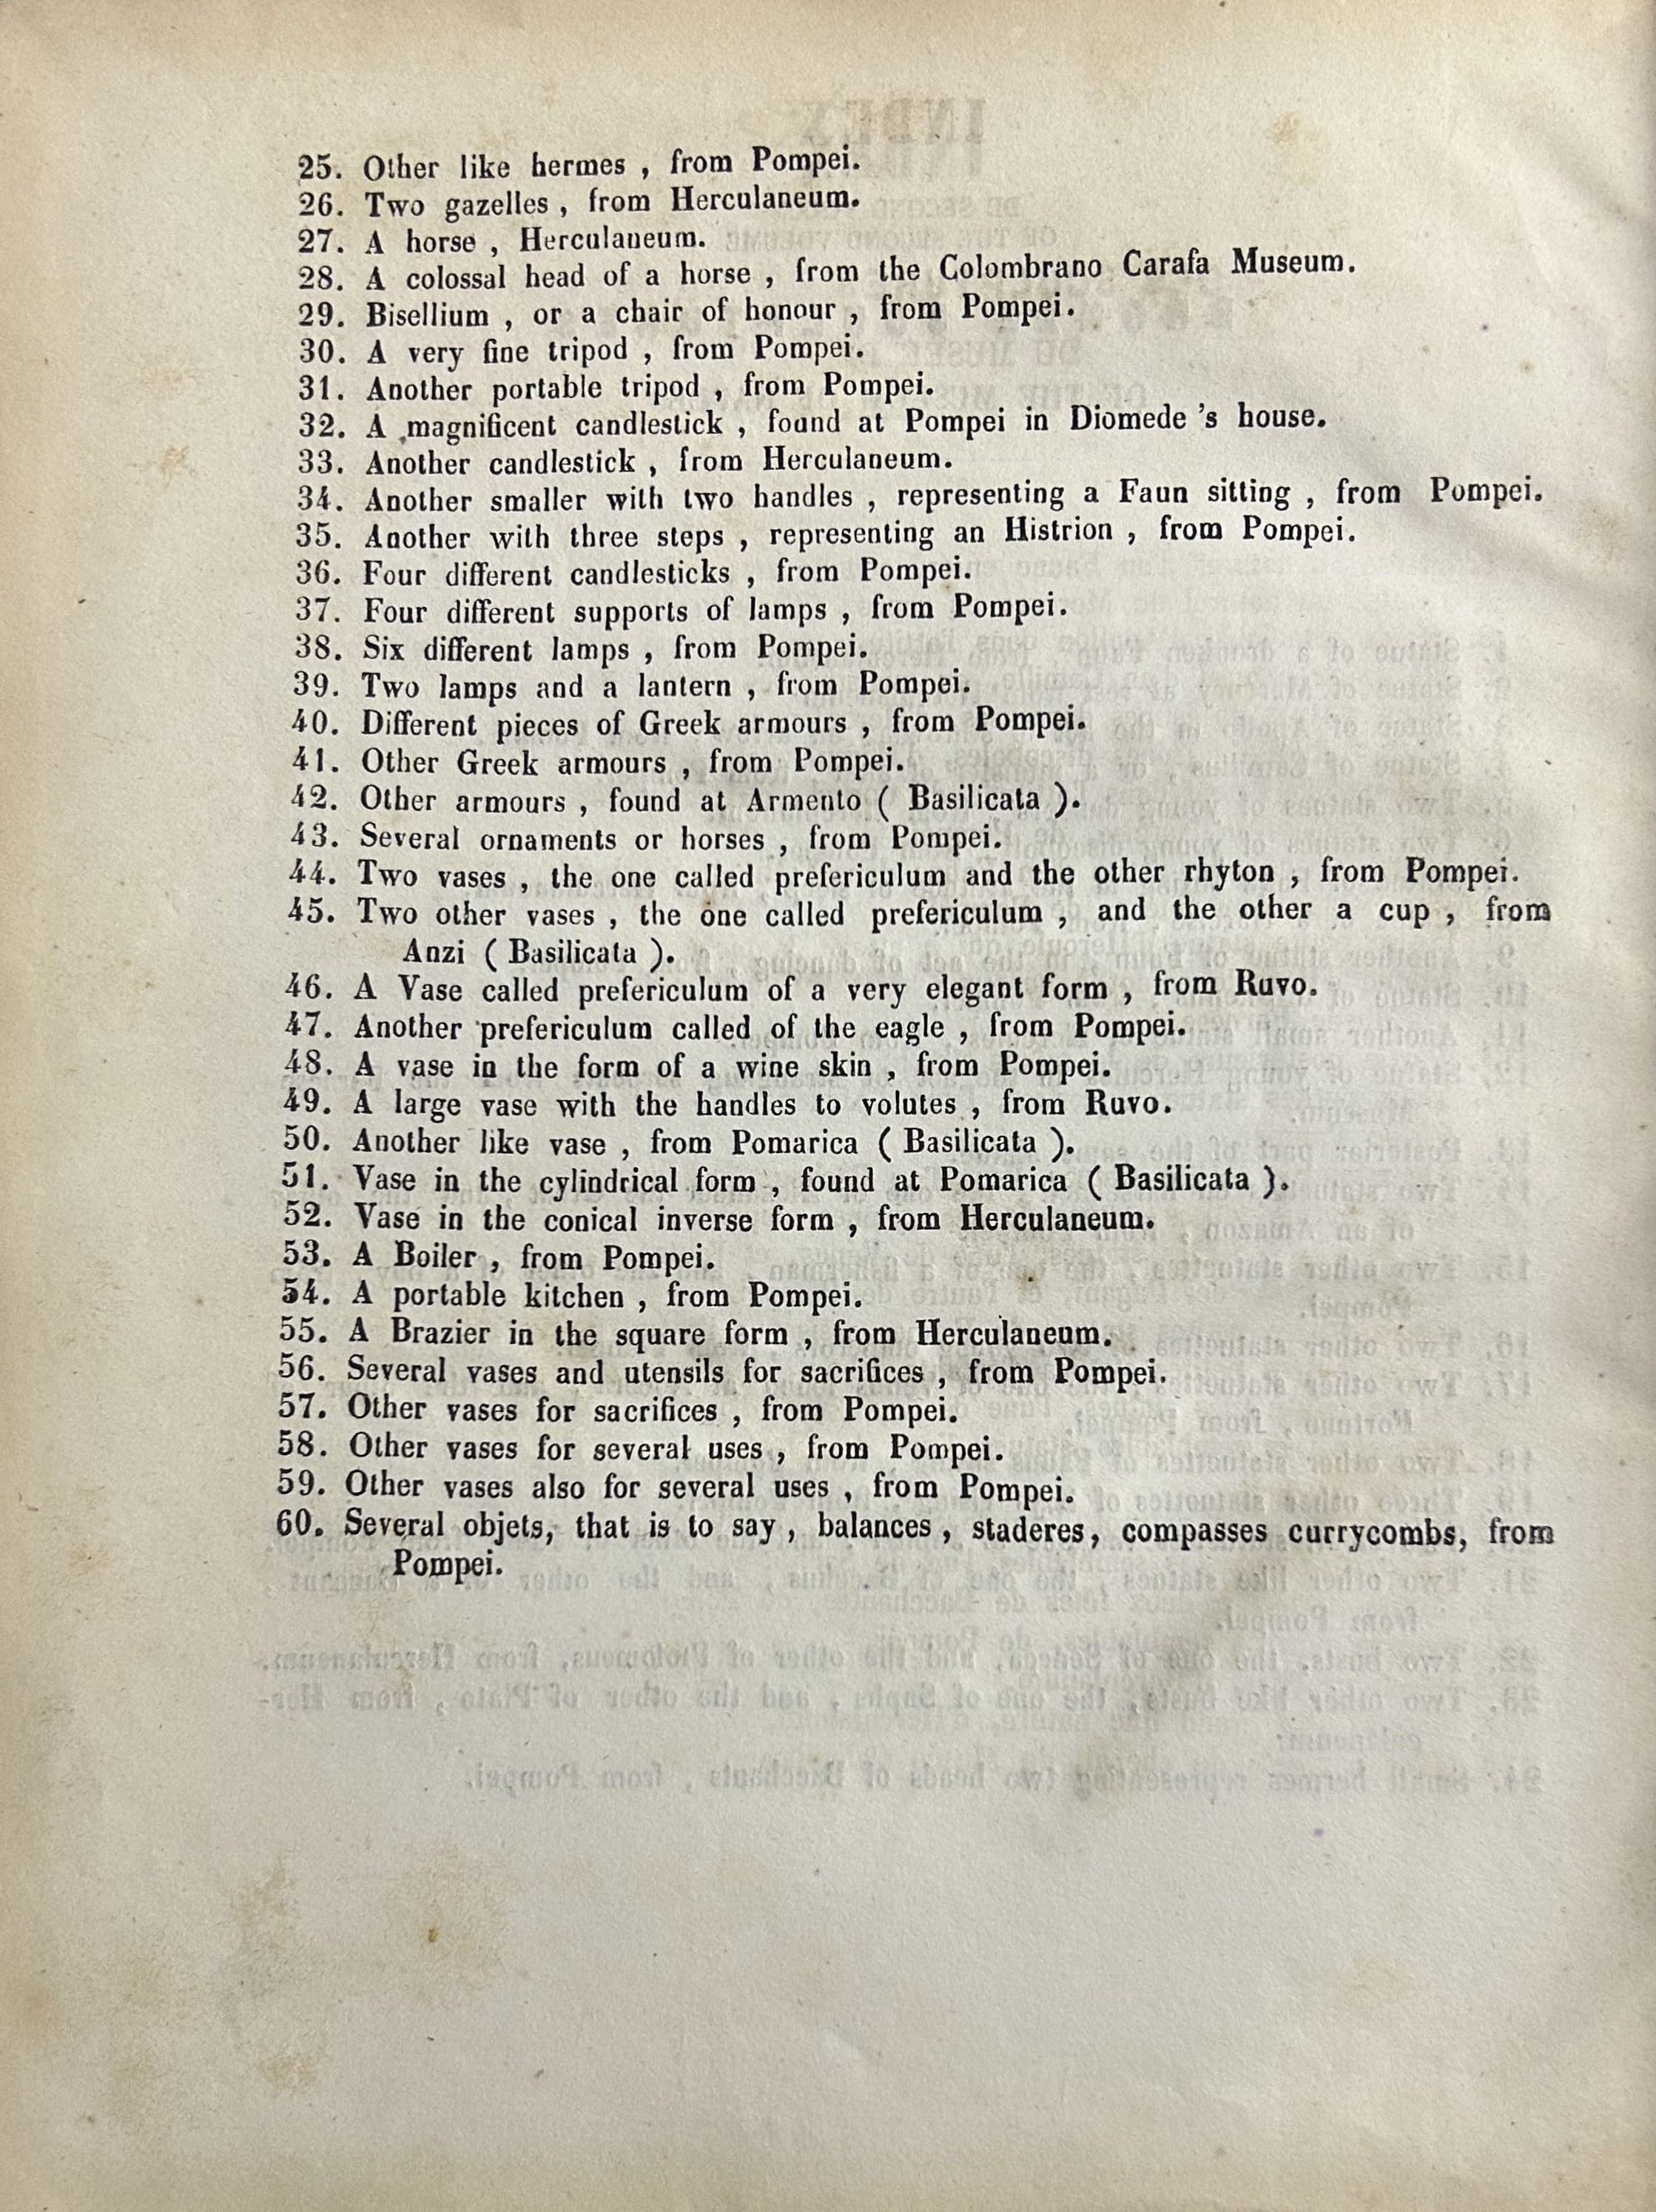 25. Other like hermes , from Pompei.
26. Two gazelles , from Herculaneum.
27. A horse , Herculaneum.
28. A colossal head of a horse , from the Colombrano Carafa Museum.
29. Bisellium , or a chair of honour , from Pompei.
30. A very fine tripod , from Pompei.
31. Another portable tripod , from Pompei.
32. A magnificent candlestick , found at Pompei in Diomede 's house.
33. Another candlestick , from Herculaneum.
34. Another smaller with two handles , representing a Faun sitting , from Pompei.
35. Another with three steps , representing an Histrion , from Pompei.
36. Four different candlesticks , from Pompei.
37. Four different supports of lamps , from Pompei.
38. Six different lamps , from Pompei.
39. Two lamps and a lantern , from Pompei.
40. Different pieces of Greek armours , from Pompei.
41. Other Greek armours , from Pompei.
42. Other armours , found at Armento ( Basilicata ).
43. Several ornaments or horses , from Pompei.
44. Two vases , the one called prefericulum and the other rhyton , from Pompei.
45. Two other vases , the one called prefericulum , and the other a cup , from
Anzi ( Basilicata ).
46. A Vase called prefericulum of a very elegant form , from Ruvo.
47. Another prefericulum called of the eagle , from Pompei.
48. A vase in the form of a wine skin , from Pompei.
49. A large vase with the handles to volutes , from Ruvo.
50. Another like vase , from Pomarica ( Basilicata ).
51. Vase in the cylindrical form , found at Pomarica ( Basilicata ).
52. Vase in the conical inverse form , from Herculaneum.
53. A Boiler , from Pompei.
54. A portable kitchen , from Pompei.
55. A Brazier in the square form , from Herculaneum.
56. Several vases and utensils for sacrifices , from Pompei.
57. Other vases for sacrifices , from Pompei.
58. Other vases for several uses , from Pompei.
59. Other vases also for several uses , from Pompei.
60. Several objets, that is to say , balances , staderes, compasses currycombs, from
Pompei.